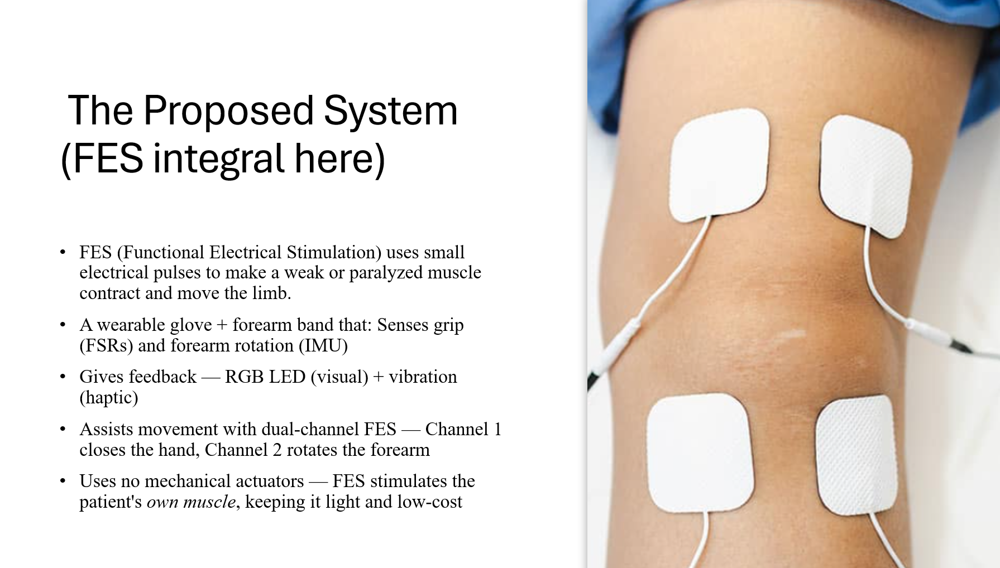 The Proposed System
(FES integral here)
• FES (Functional Electrical Stimulation) uses small
electrical pulses to make a weak or paralyzed muscle
contract and move the limb.
• A wearable glove + forearm band that: Senses grip
(FSRs) and forearm rotation (IMU)
• Gives feedback — RGB LED (visual) + vibration
(haptic)
• Assists movement with dual-channel FES — Channel 1
closes the hand, Channel 2 rotates the forearm
• Uses no mechanical actuators — FES stimulates the
patient's own muscle, keeping it light and low-cost